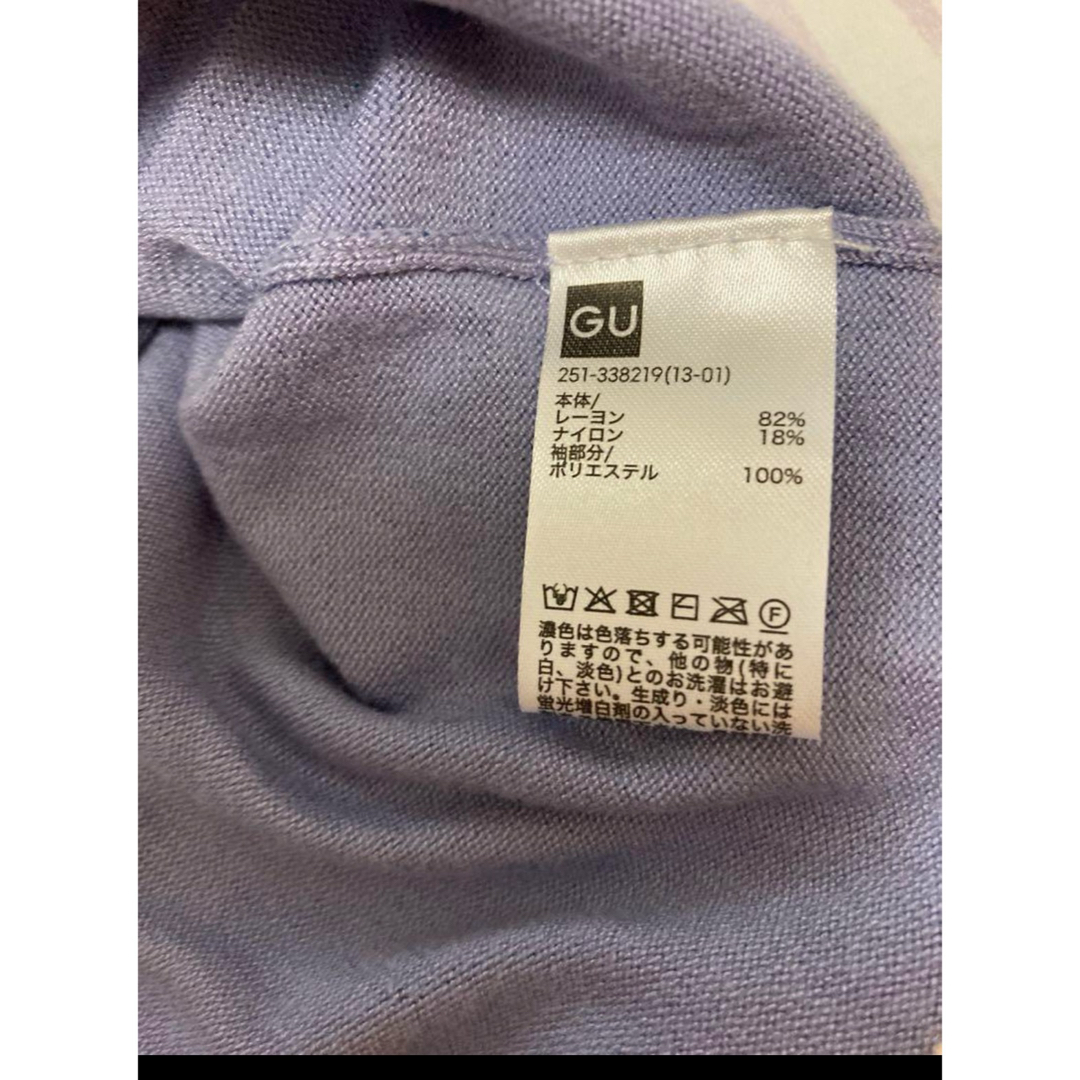 GU
251-338219(13-01)
本体/
レーヨン 82%
ナイロン 18%
袖部分/
ポリエステル 100%
F
濃色は色落ちする可能性があ
りますので、他の物(特に
白、淡色)とのお洗濯はお避
け下さい。生成り・淡色には
蛍光増白剤の入っていない洗